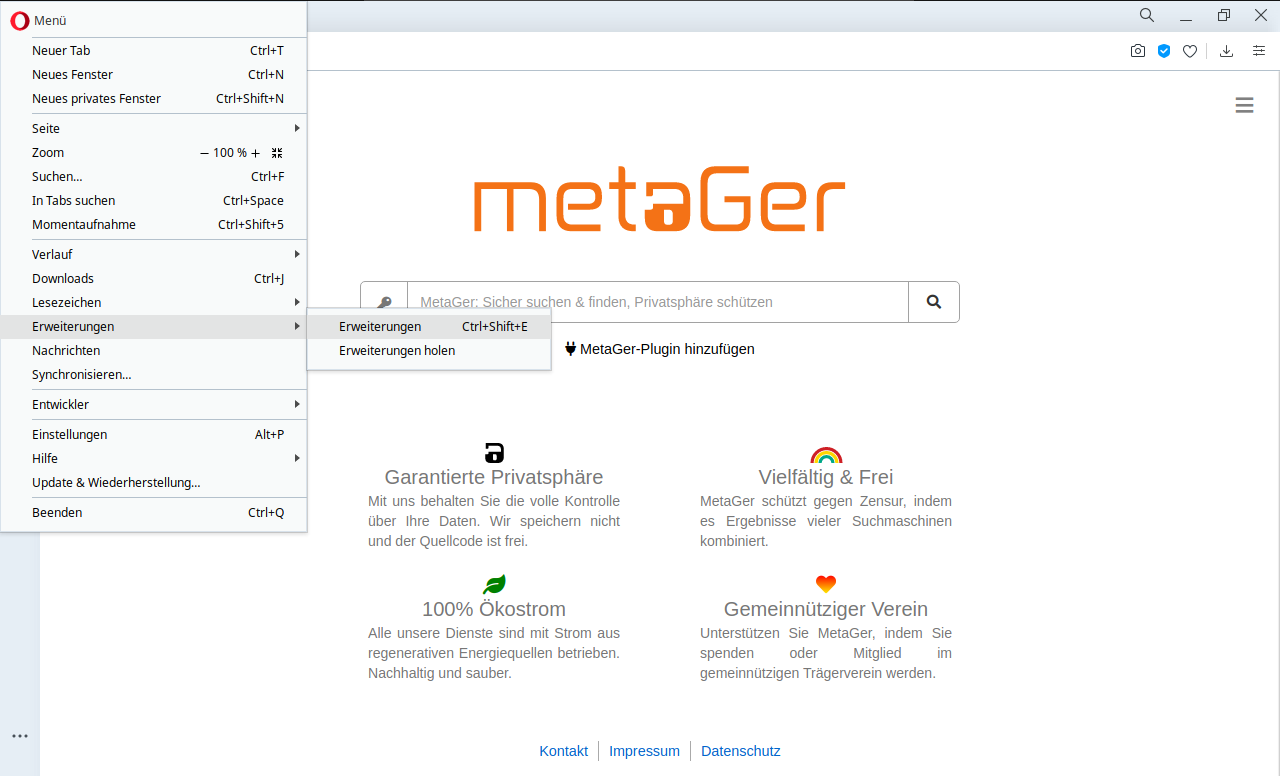 Menü
Neuer Tab Ctrl+T
Neues Fenster Ctrl+N
Neues privates Fenster Ctrl+Shift+N
Seite
Zoom − 100 % +
Suchen... Ctrl+F
In Tabs suchen Ctrl+Space
Momentaufnahme Ctrl+Shift+5
Verlauf
Downloads Ctrl+J
Lesezeichen
Erweiterungen
Nachrichten
Synchronisieren...
Entwickler
Einstellungen Alt+P
Hilfe
Update & Wiederherstellung...
Beenden Ctrl+Q
Erweiterungen Ctrl+Shift+E
Erweiterungen holen
metaGer
MetaGer: Sicher suchen & finden, Privatsphäre schützen
MetaGer-Plugin hinzufügen
Garantierte Privatsphäre
Mit uns behalten Sie die volle Kontrolle
über Ihre Daten. Wir speichern nicht
und der Quellcode ist frei.
Vielfältig & Frei
MetaGer schützt gegen Zensur, indem
es Ergebnisse vieler Suchmaschinen
kombiniert.
100% Ökostrom
Alle unsere Dienste sind mit Strom aus
regenerativen Energiequellen betrieben.
Nachhaltig und sauber.
Gemeinnütziger Verein
Unterstützen Sie MetaGer, indem Sie
spenden oder Mitglied im
gemeinnützigen Trägerverein werden.
Kontakt
Impressum
Datenschutz